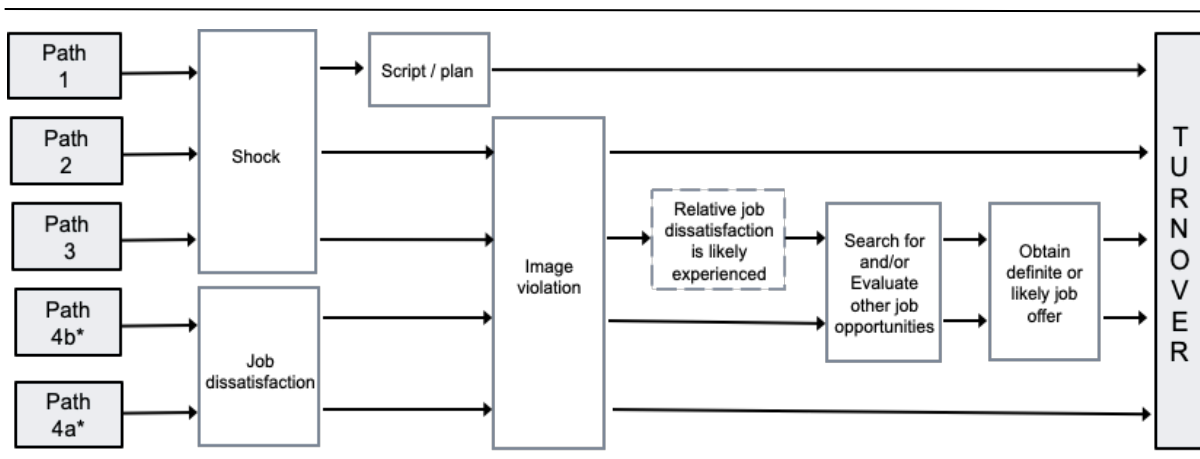 Path
1
Script / plan
Path
2
Shock
Path
3
Image
violation
Relative job
dissatisfaction
is likely
experienced
Search for
and/or
Evaluate
other job
opportunities
Obtain
definite or
likely job
offer
Path
4b*
Job
dissatisfaction
Path
4a*
T
U
R
N
O
V
E
R